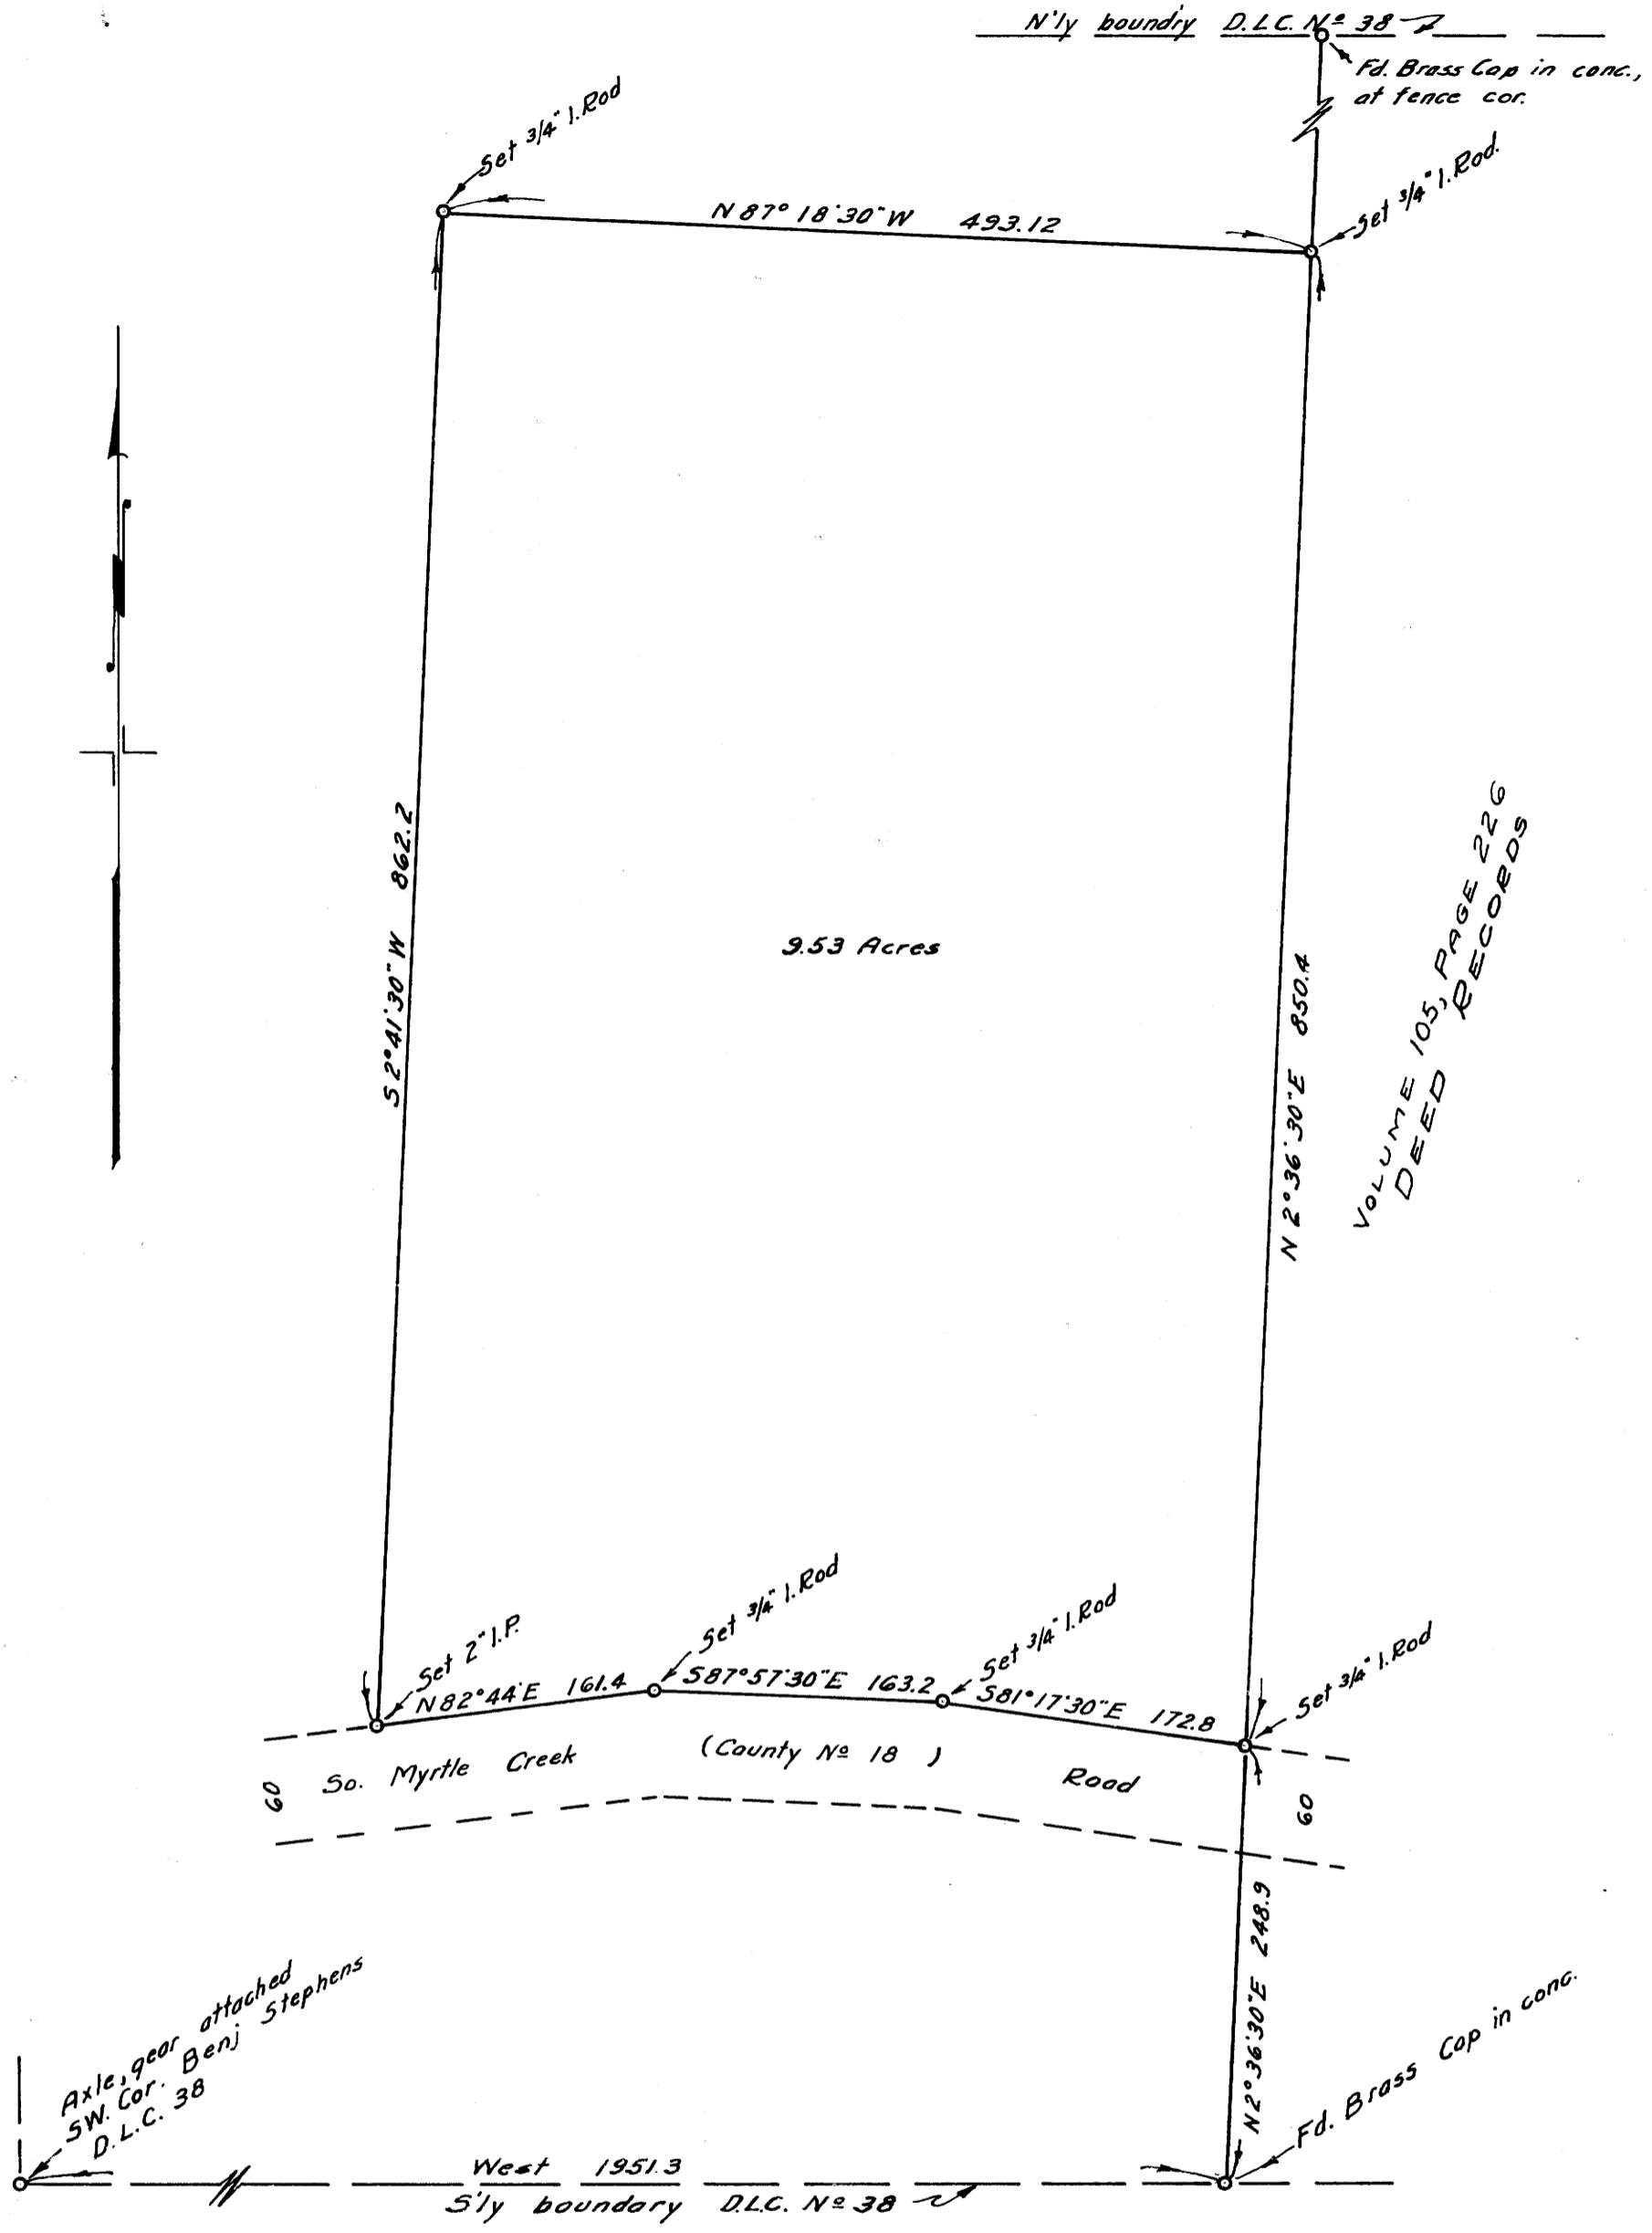 N'ly boundry D.L.C. Nº 38
Fd. Brass Cap in conc.,
at fence cor.
Set 3/4" I. Rod
Set 3/4" I. Rod.
N 87° 18' 30" W 493.12
S 2° 41' 30" W 862.2
9.53 Acres
N 2° 36' 30" E 850.4
VOLUME 105, PAGE 226
DEED RECORDS
Set 2" I.P.
Set 3/4" I. Rod
Set 3/4" I. Rod
Set 3/4" I. Rod
N 82° 44' E 161.4
S 87° 57' 30" E 163.2
S 81° 17' 30" E 172.8
60 So. Myrtle Creek (County Nº 18) Road 60
N 2° 36' 30" E 248.9
Axle, gear attached
SW. Cor. Benj Stephens
D.L.C. 38
Fd. Brass Cap in conc.
West 1951.3
S'ly boundary D.L.C. Nº 38